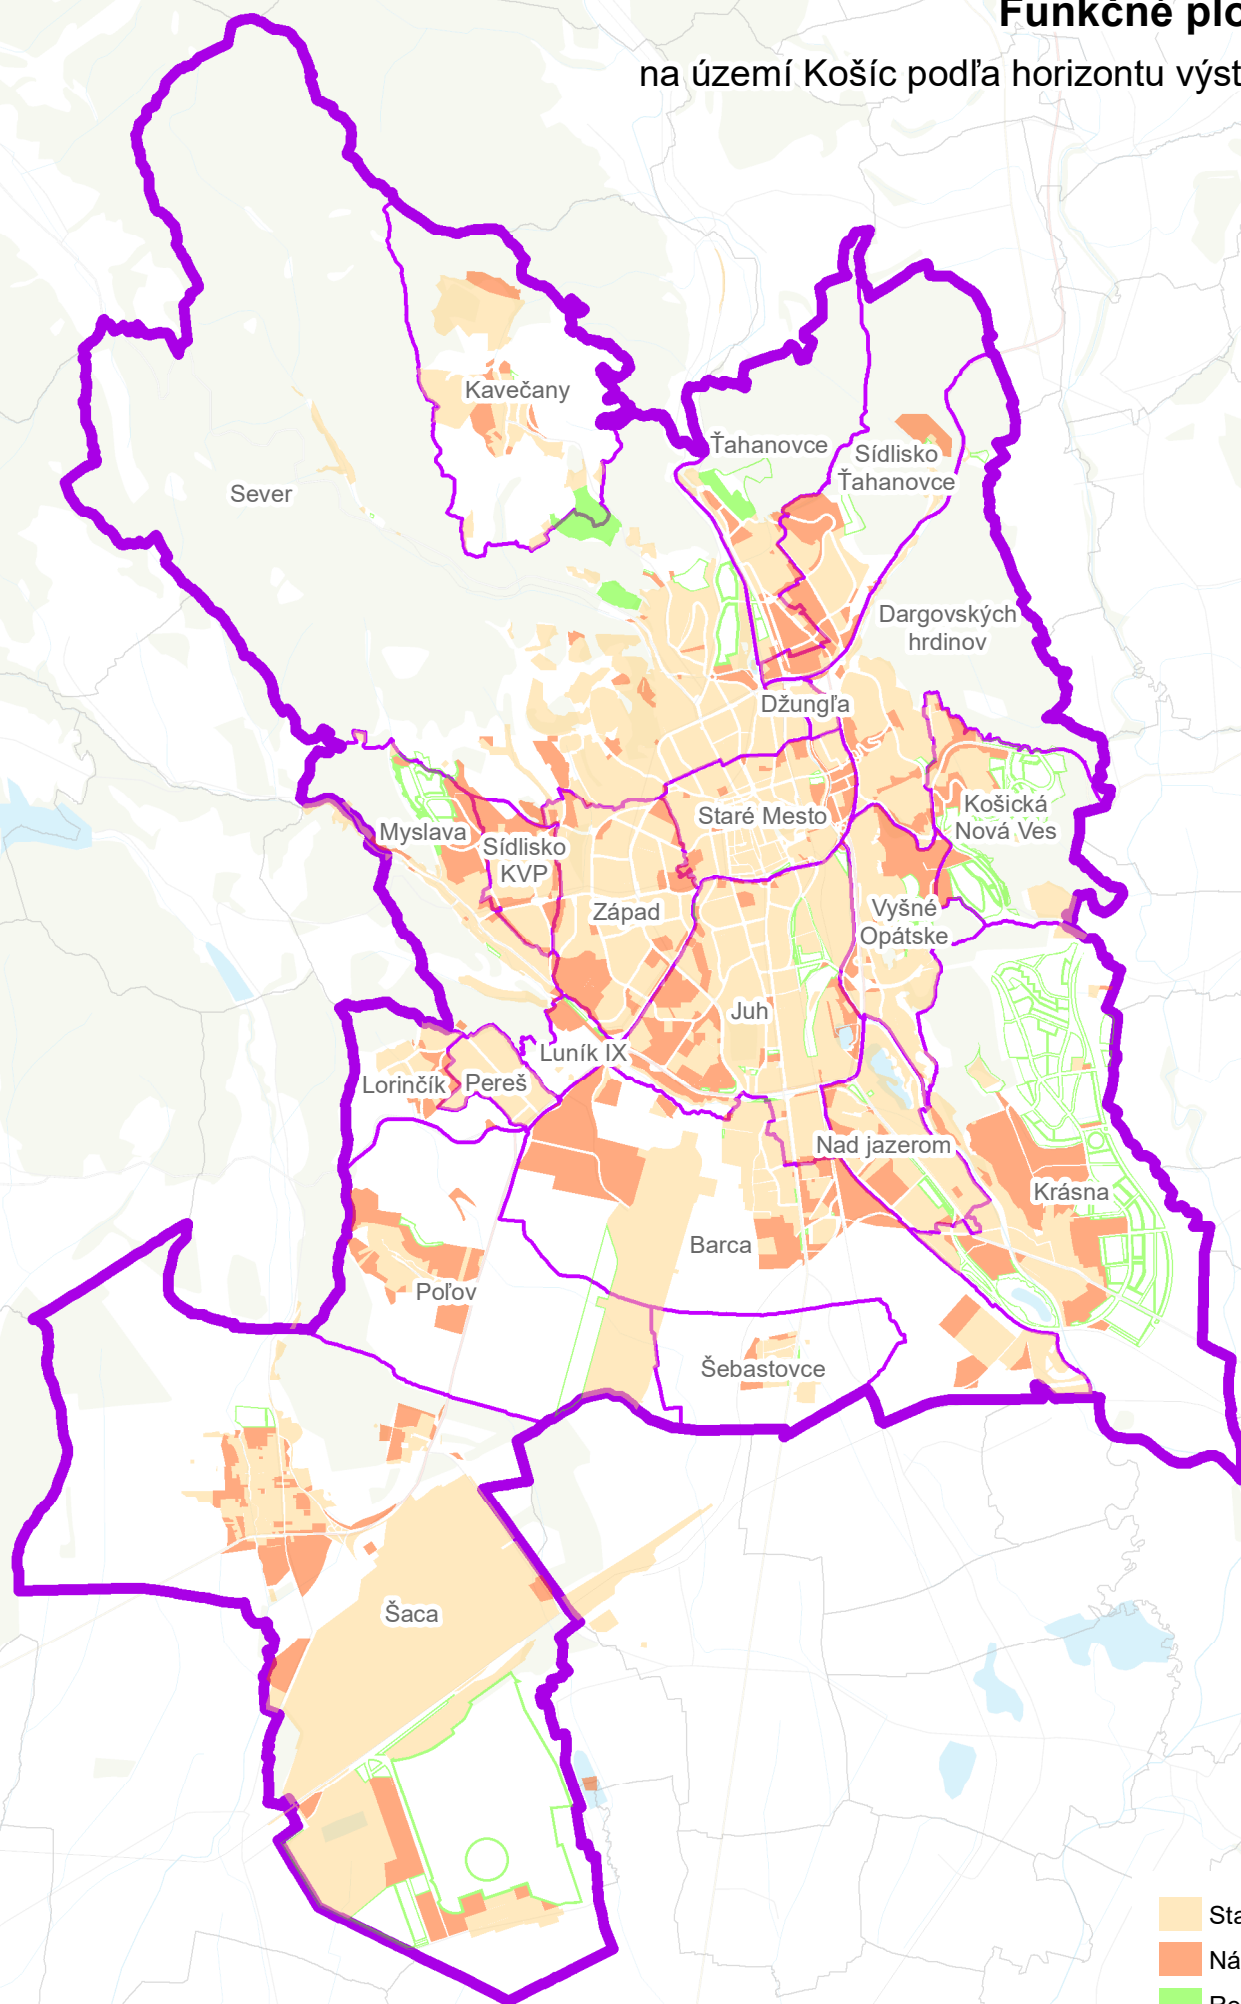 Funkčné plo
na území Košíc podľa horizontu výst
Kavečany
Ťahanovce
Sídlisko
Ťahanovce
Sever
Dargovských
hrdinov
Džungľa
Staré Mesto
Košická
Nová Ves
Myslava
Sídlisko
KVP
Západ
Vyšné
Opátske
Juh
Luník IX
Lorinčík
Pereš
Nad jazerom
Krásna
Barca
Poľov
Šebastovce
Šaca
Sta
Ná